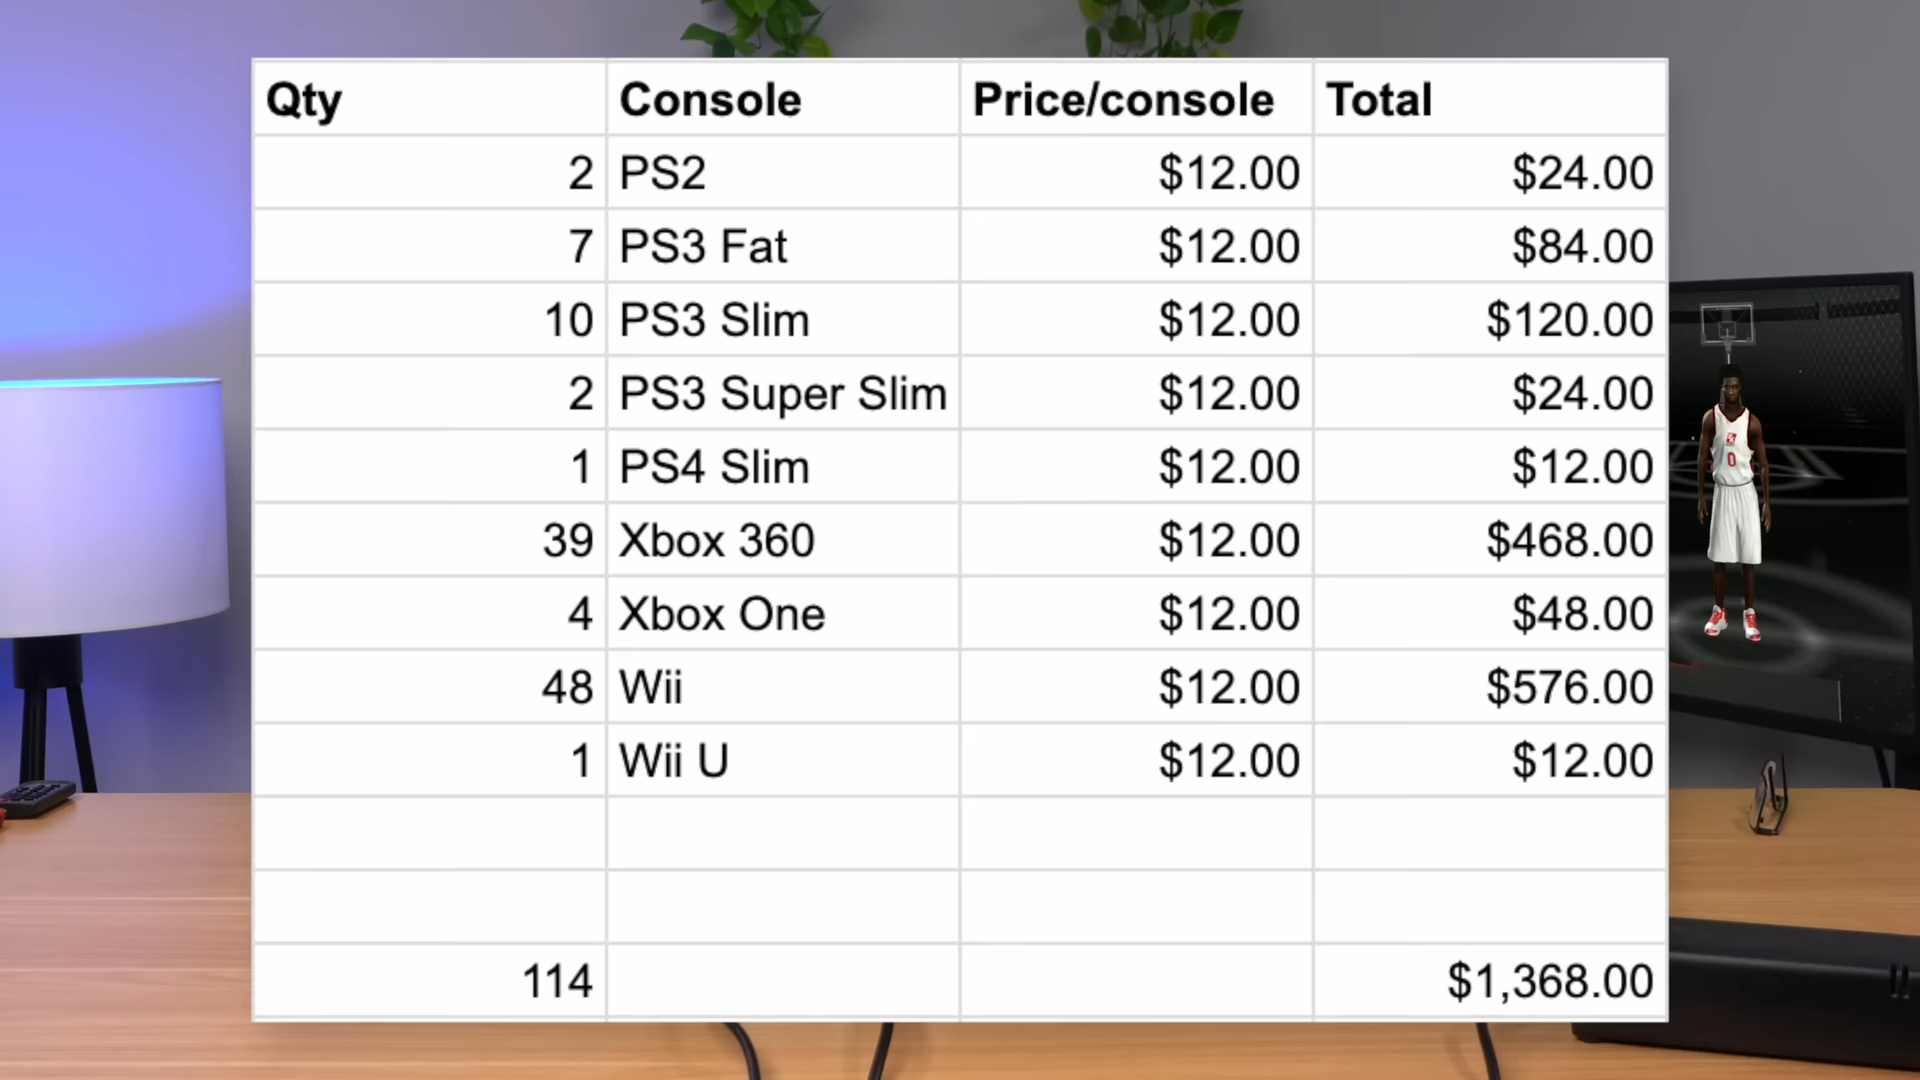 Qty Console Price/console Total
2 PS2 $12.00 $24.00
7 PS3 Fat $12.00 $84.00
10 PS3 Slim $12.00 $120.00
2 PS3 Super Slim $12.00 $24.00
1 PS4 Slim $12.00 $12.00
39 Xbox 360 $12.00 $468.00
4 Xbox One $12.00 $48.00
48 Wii $12.00 $576.00
1 Wii U $12.00 $12.00
114 $1,368.00
0